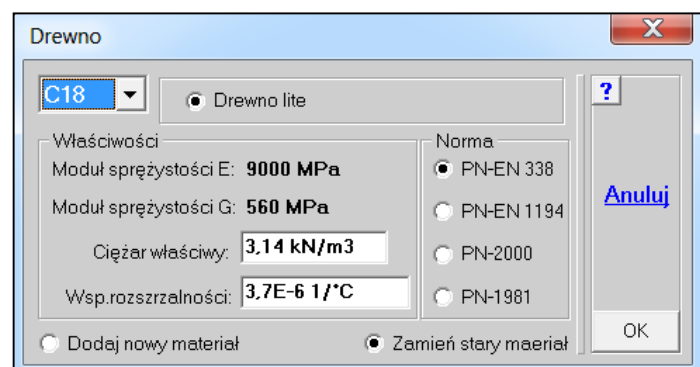 Drewno
X
C18
Drewno lite
?
Właściwości
Norma
Moduł sprężystości E: 9000 MPa
PN-EN 338
Moduł sprężystości G: 560 MPa
PN-EN 1194
Anuluj
Ciężar właściwy: 3,14 kN/m3
PN-2000
Wsp.rozszrzalności: 3,7E-6 1/°C
PN-1981
Dodaj nowy materiał
Zamień stary maeriał
OK